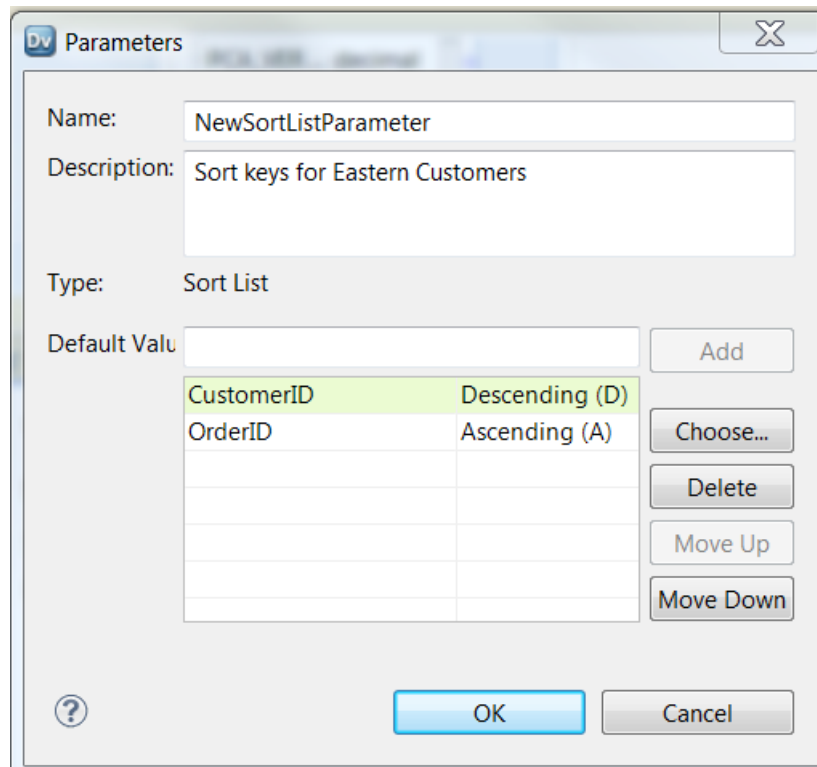 Dv Parameters
Name: NewSortListParameter
Description: Sort keys for Eastern Customers
Type: Sort List
Default Valu
Add
CustomerID Descending (D)
OrderID Ascending (A)
Choose...
Delete
Move Up
Move Down
?
OK Cancel